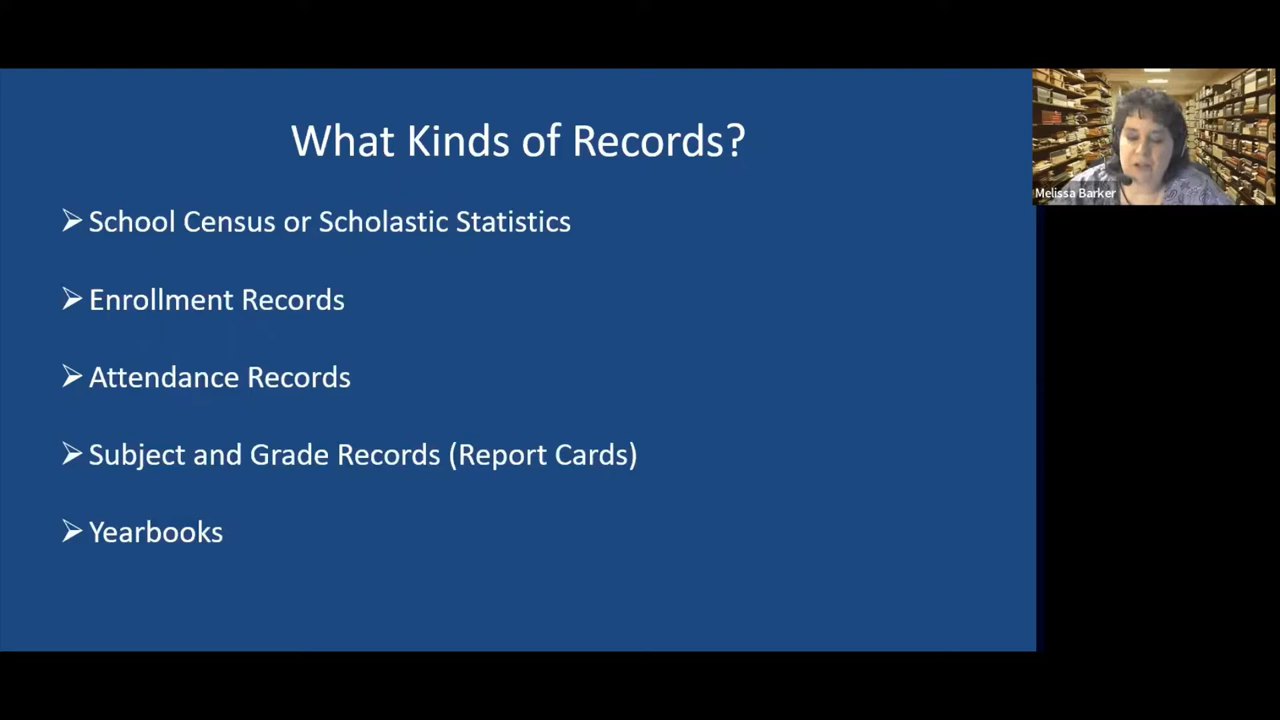 What Kinds of Records?
School Census or Scholastic Statistics
Enrollment Records
Attendance Records
Subject and Grade Records (Report Cards)
Yearbooks
Melissa Barker